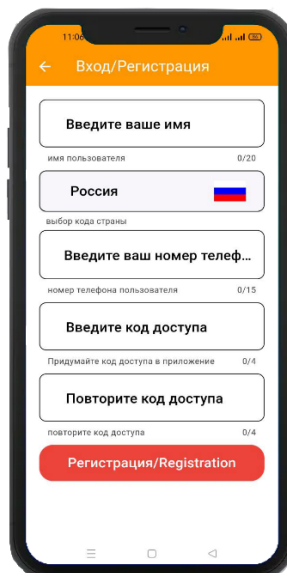 11:06
Вход/Регистрация
Введите ваше имя
имя пользователя 0/20
Россия
выбор кода страны
Введите ваш номер телеф...
номер телефона пользователя 0/15
Введите код доступа
Придумайте код доступа в приложение 0/4
Повторите код доступа
повторите код доступа 0/4
Регистрация/Registration